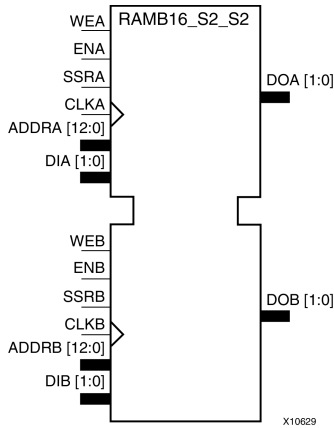 RAMB16_S2_S2
WEA
ENA
SSRA
CLKA
ADDRA [12:0]
DIA [1:0]
DOA [1:0]
WEB
ENB
SSRB
CLKB
ADDRB [12:0]
DIB [1:0]
DOB [1:0]
X10629